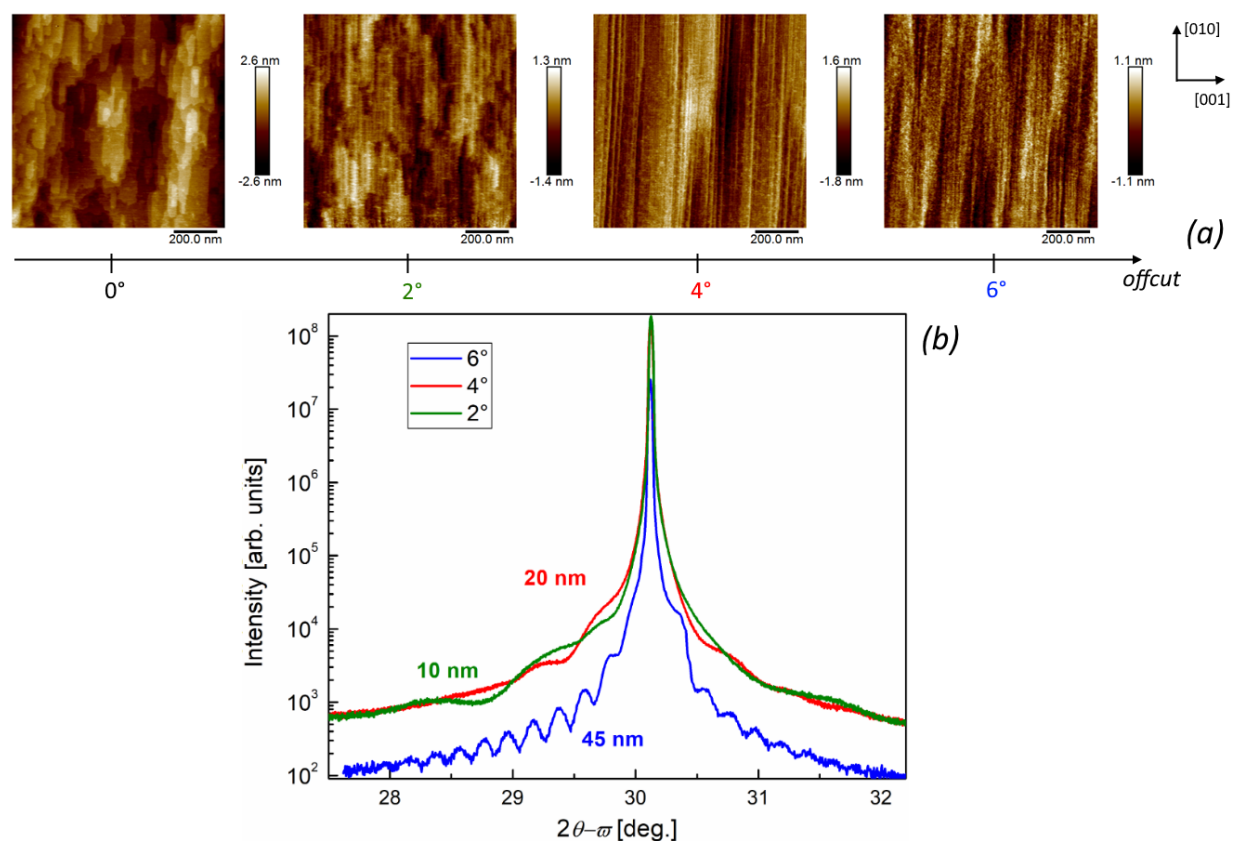 2.6 nm
-2.6 nm
200.0 nm
1.3 nm
-1.4 nm
200.0 nm
1.6 nm
-1.8 nm
200.0 nm
1.1 nm
-1.1 nm
200.0 nm
[010]
[001]
(a)
0°
2°
4°
6°
offcut
(b)
6°
4°
2°
20 nm
10 nm
45 nm
Intensity [arb. units]
10⁸
10⁷
10⁶
10⁵
10⁴
10³
10²
28
29
30
31
32
2θ–ϖ [deg.]